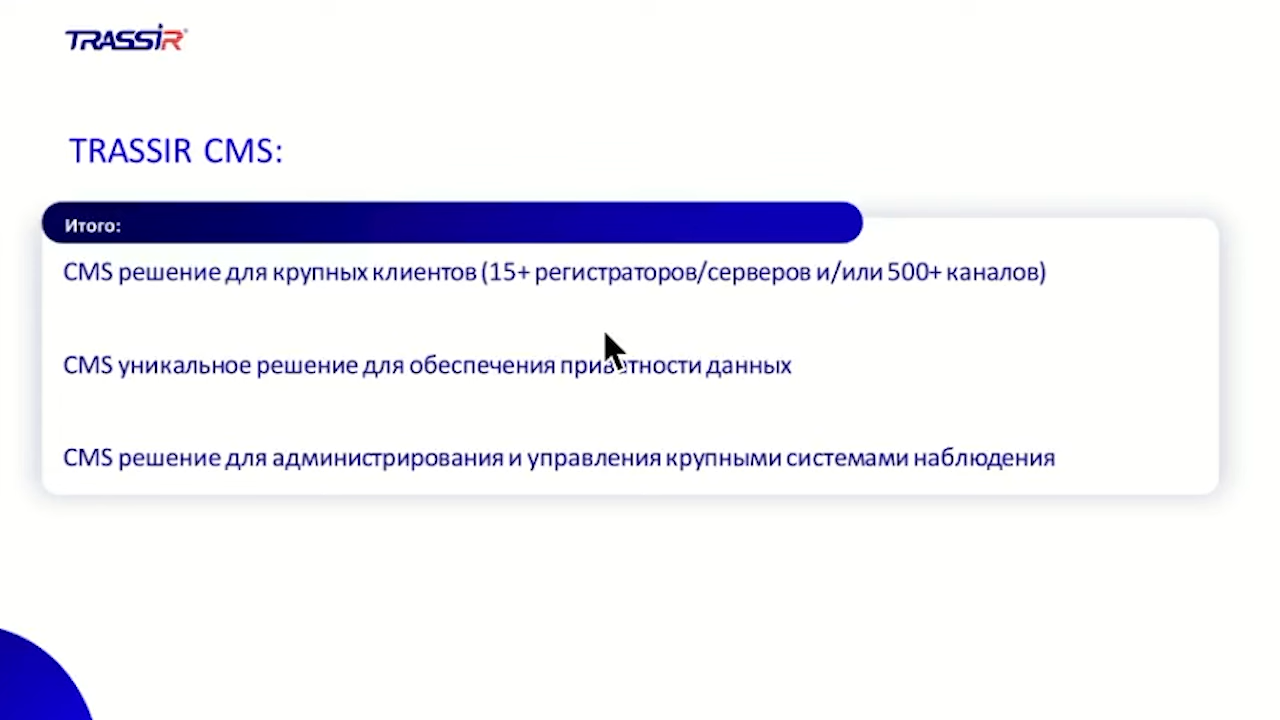 TRASSIR
TRASSIR CMS:
Итого:
CMS решение для крупных клиентов (15+ регистраторов/серверов и/или 500+ каналов)
CMS уникальное решение для обеспечения приватности данных
CMS решение для администрирования и управления крупными системами наблюдения